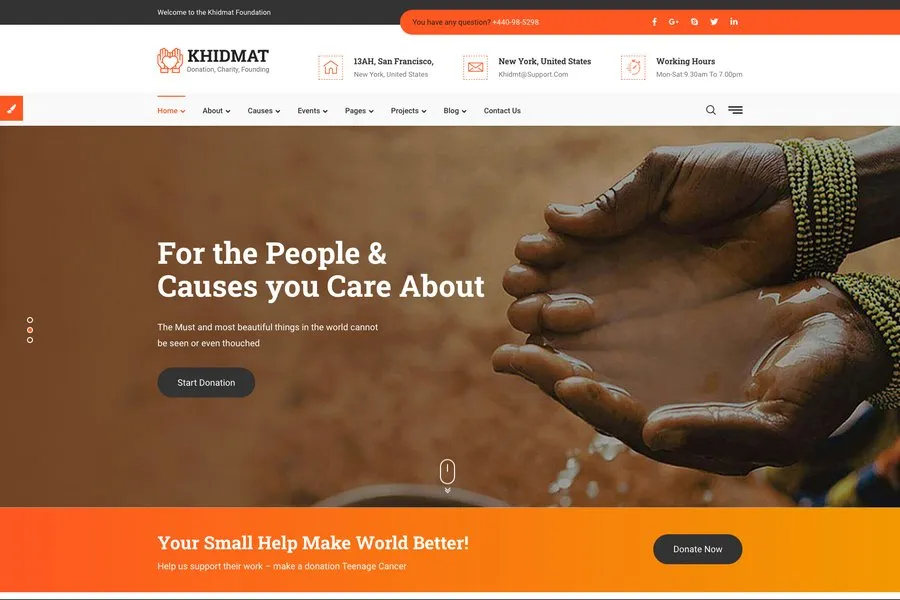 Welcome to the Khidmat Foundation
You have any question? +440-98-5298
KHIDMAT
Donation, Charity, Founding
13AH, San Francisco,
New York, United States
New York, United States
Khidmt@Support.Com
Working Hours
Mon-Sat:9.30am To 7.00pm
Home About Causes Events Pages Projects Blog Contact Us
For the People &
Causes you Care About
The Must and most beautiful things in the world cannot
be seen or even thouched
Start Donation
Your Small Help Make World Better!
Help us support their work – make a donation Teenage Cancer
Donate Now